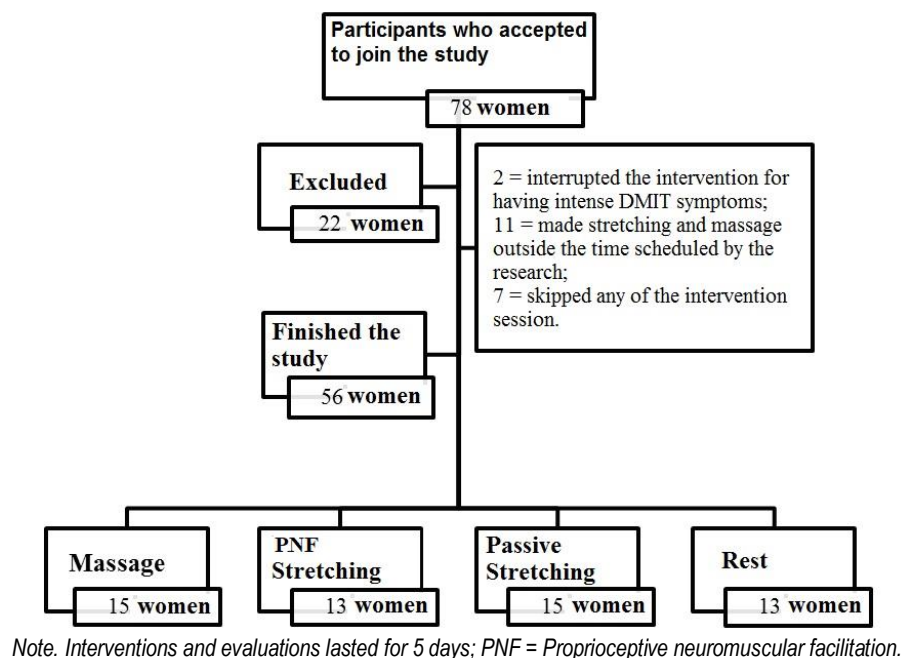 Participants who accepted
to join the study
78 women
Excluded
22 women
2 = interrupted the intervention for
having intense DMIT symptoms;
11 = made stretching and massage
outside the time scheduled by the
research;
7 = skipped any of the intervention
session.
Finished the
study
56 women
Massage
15 women
PNF
Stretching
13 women
Passive
Stretching
15 women
Rest
13 women
Note. Interventions and evaluations lasted for 5 days; PNF = Proprioceptive neuromuscular facilitation.